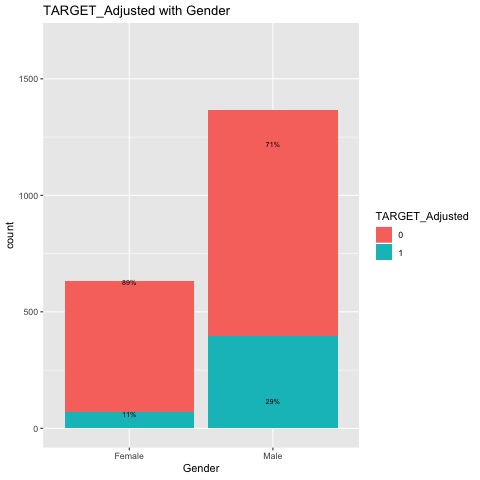 TARGET_Adjusted with Gender
1500
1000
500
0
count
71%
89%
29%
11%
Female
Male
Gender
TARGET_Adjusted
0
1